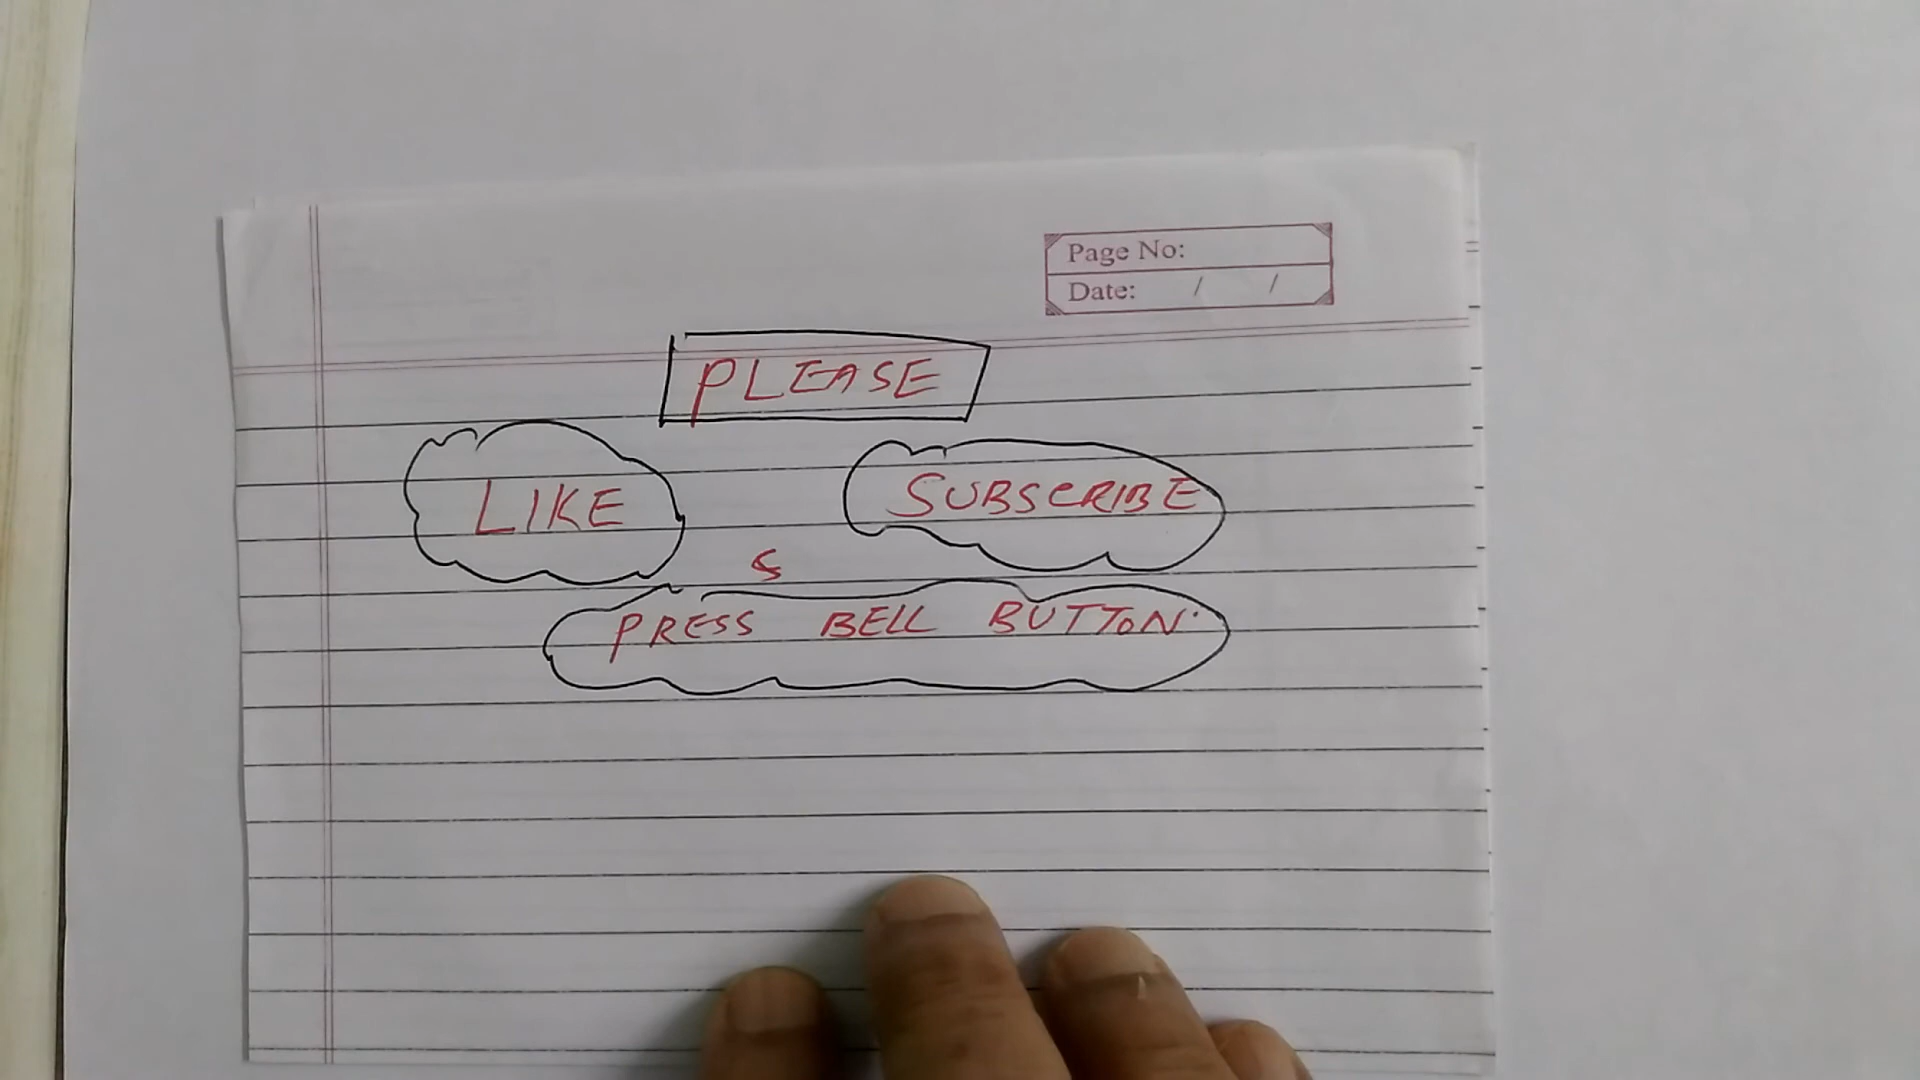 Page No:
Date: / /
PLEASE
LIKE SUBSCRIBE
&
PRESS BELL BUTTON.